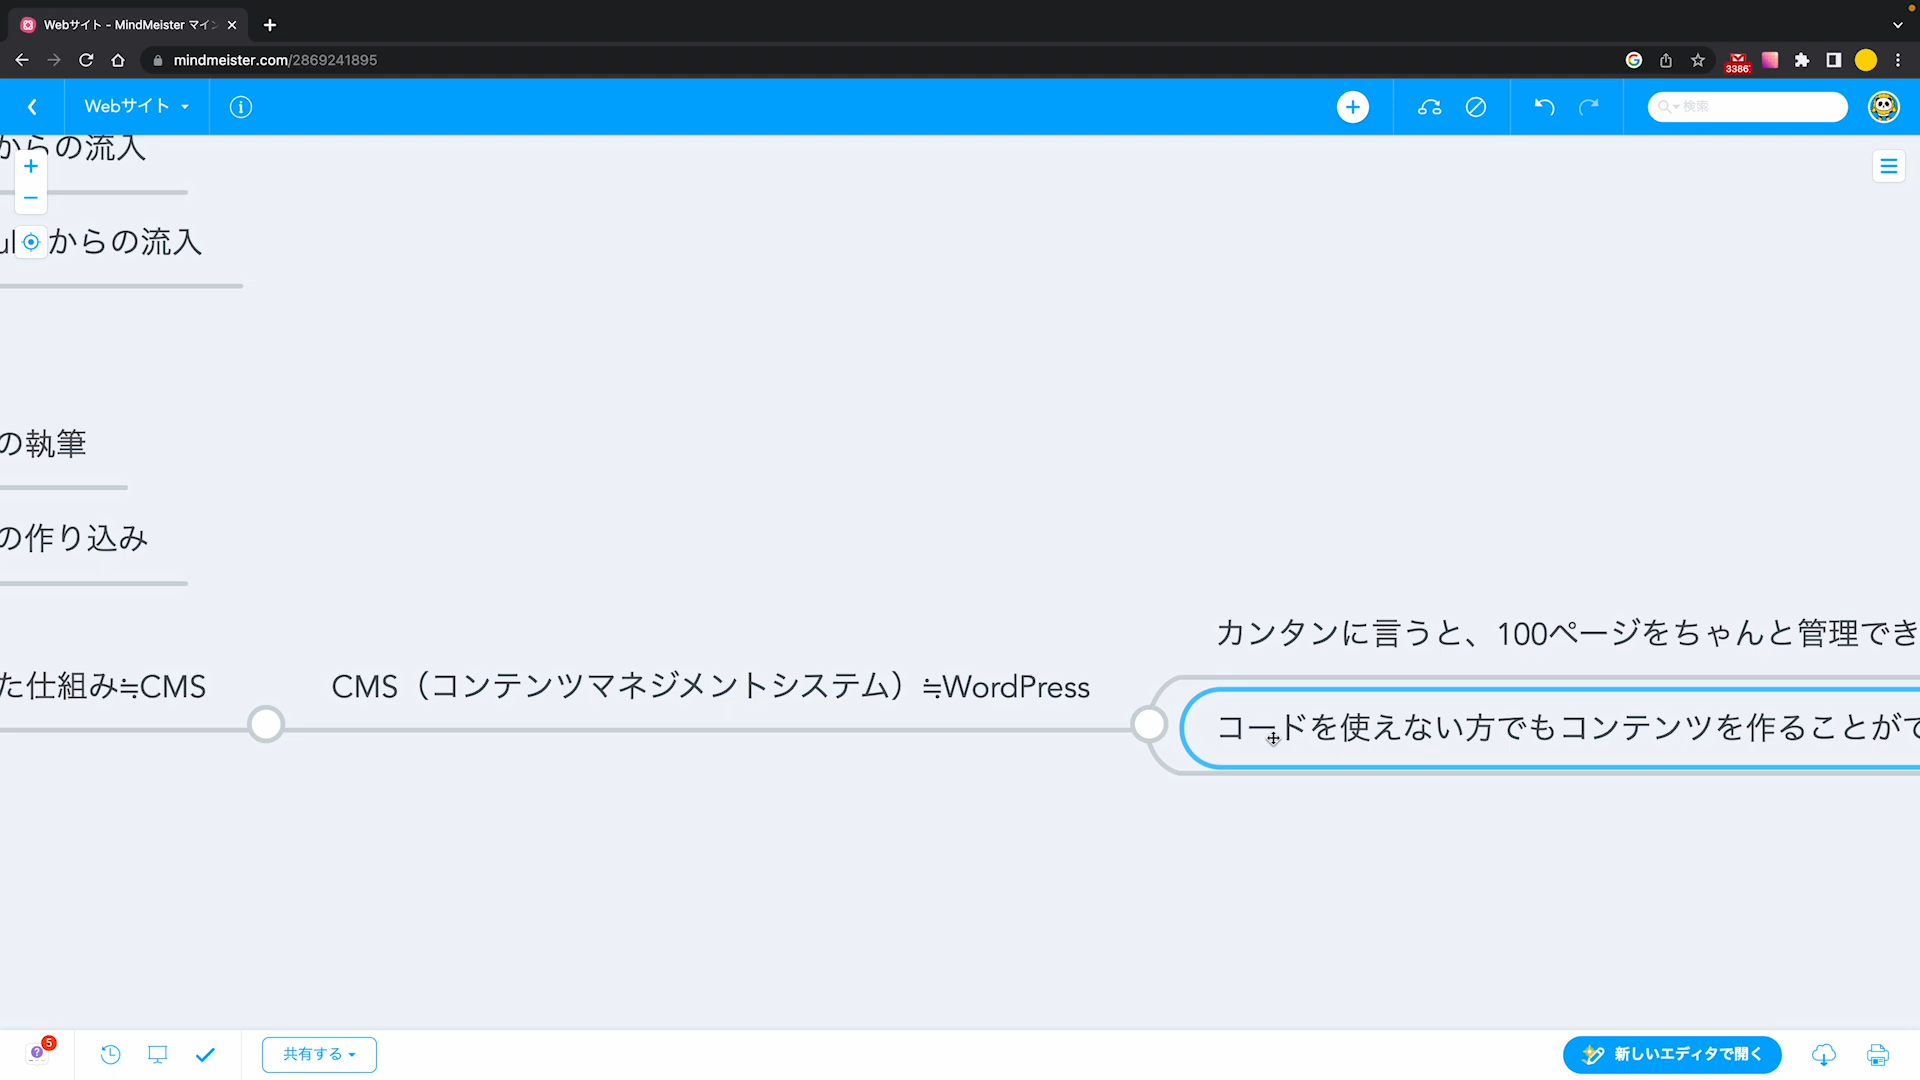 Webサイト - MindMeister マイン
mindmeister.com/2869241895
3386
Webサイト
検索
からの流入
からの流入
の執筆
の作り込み
た仕組み≒CMS
CMS（コンテンツマネジメントシステム）≒WordPress
カンタンに言うと、100ページをちゃんと管理でき
コードを使えない方でもコンテンツを作ることがで
5
共有する
新しいエディタで開く